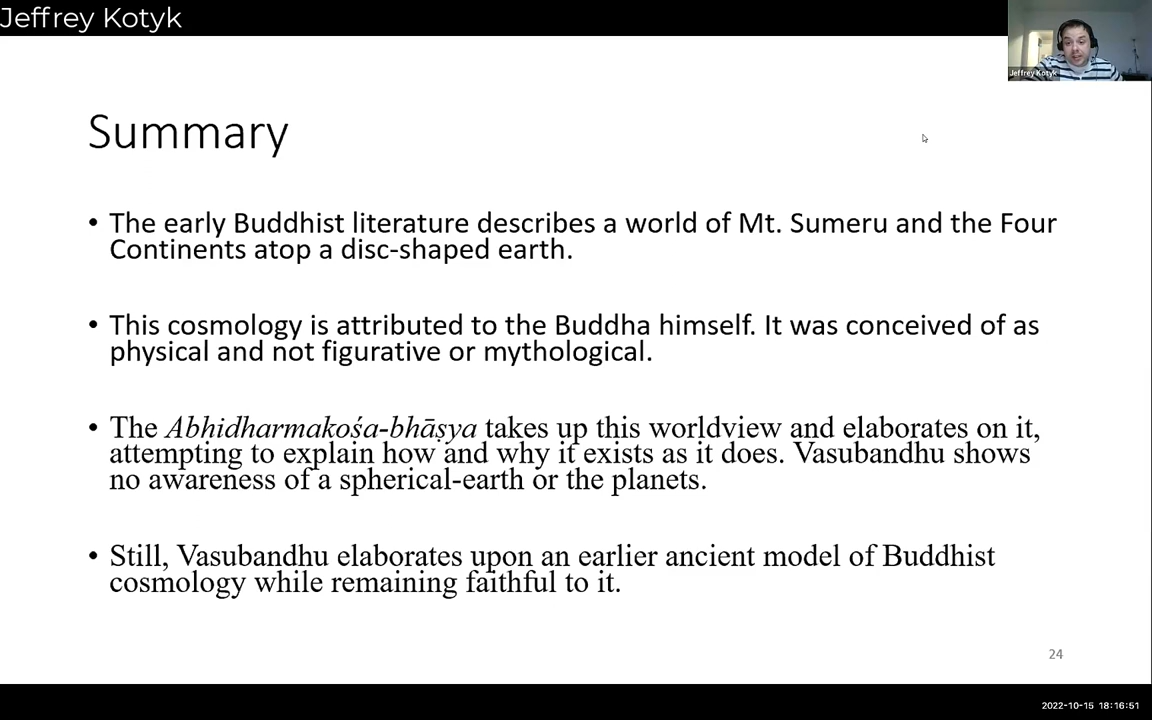 Jeffrey Kotyk
Jeffrey Kotyk
Summary
• The early Buddhist literature describes a world of Mt. Sumeru and the Four
Continents atop a disc-shaped earth.
• This cosmology is attributed to the Buddha himself. It was conceived of as
physical and not figurative or mythological.
• The Abhidharmakośa-bhāṣya takes up this worldview and elaborates on it,
attempting to explain how and why it exists as it does. Vasubandhu shows
no awareness of a spherical-earth or the planets.
• Still, Vasubandhu elaborates upon an earlier ancient model of Buddhist
cosmology while remaining faithful to it.
24
2022-10-15 18:16:51